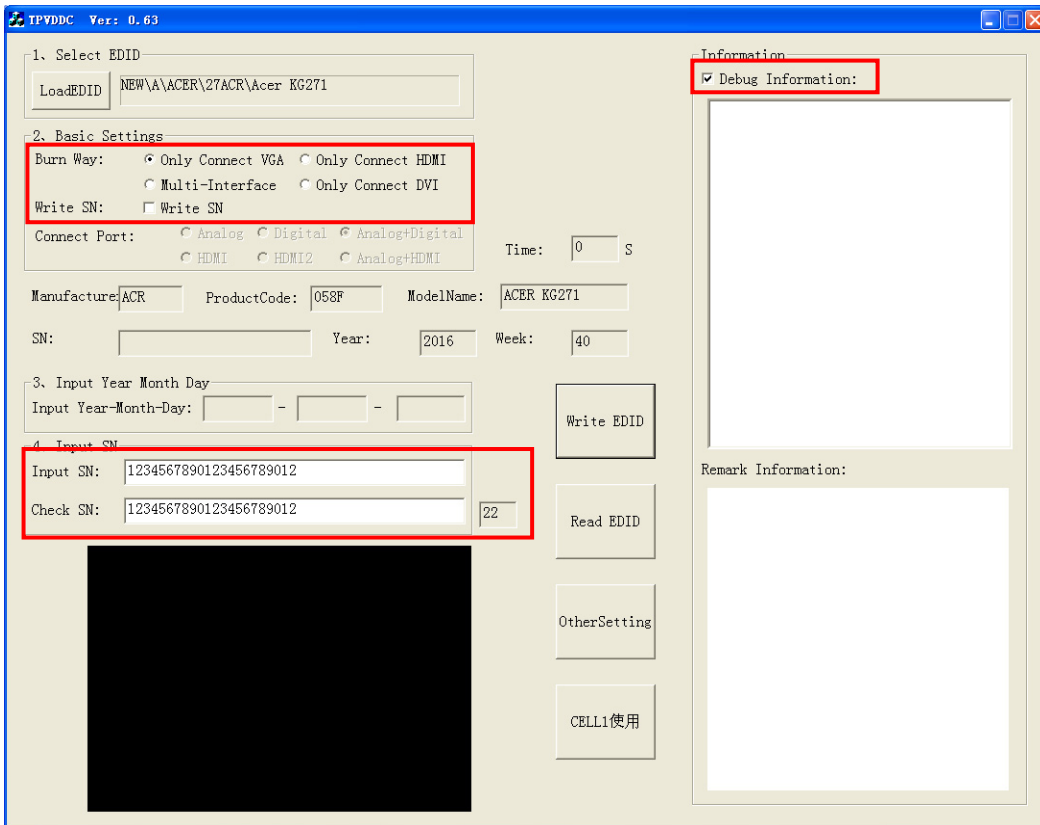 TPVDDC Ver: 0.63
1、Select EDID
LoadEDID NEW\A\ACER\27ACR\Acer KG271
2、Basic Settings
Burn Way: Only Connect VGA Only Connect HDMI
Multi-Interface Only Connect DVI
Write SN: Write SN
Connect Port: Analog Digital Analog+Digital
HDMI HDMI2 Analog+HDMI
Time: 0 S
Manufacture: ACR ProductCode: 058F ModelName: ACER KG271
SN: Year: 2016 Week: 40
3、Input Year Month Day
Input Year-Month-Day: - -
4、Input SN
Input SN: 1234567890123456789012
Check SN: 1234567890123456789012 22
Write EDID
Read EDID
OtherSetting
CELL1使用
Information
Debug Information:
Remark Information: